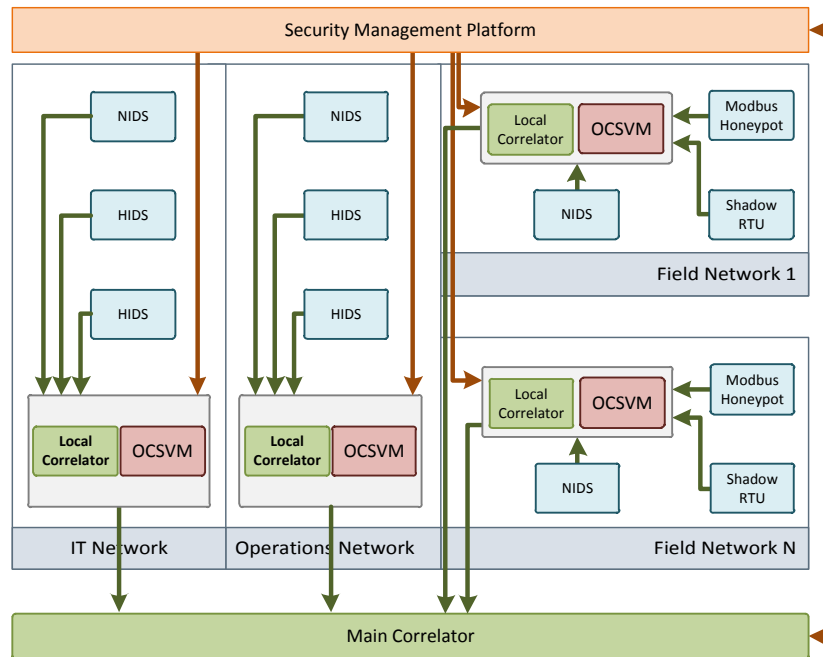 Security Management Platform
NIDS
HIDS
HIDS
Local
Correlator
OCSVM
IT Network
NIDS
HIDS
HIDS
Local
Correlator
OCSVM
Operations Network
Local
Correlator
OCSVM
Modbus
Honeypot
NIDS
Shadow
RTU
Field Network 1
Local
Correlator
OCSVM
Modbus
Honeypot
NIDS
Shadow
RTU
Field Network N
Main Correlator